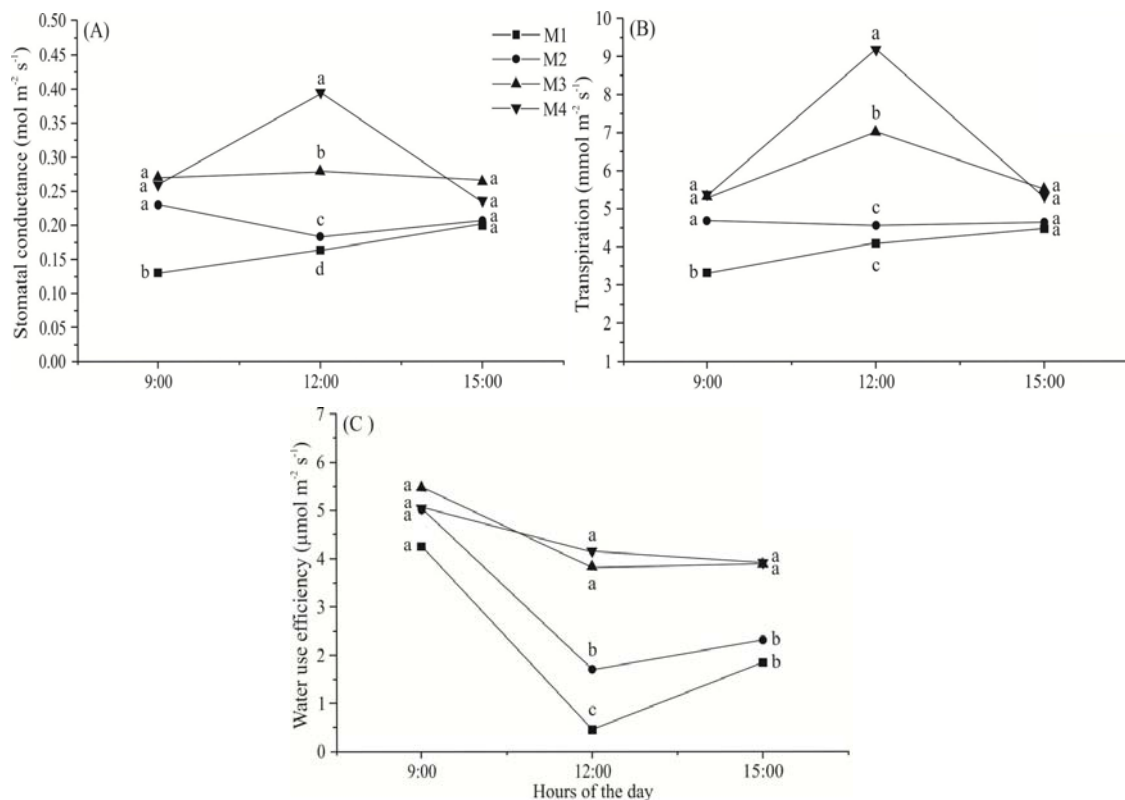 (A)
M1
M2
M3
M4
Stomatal conductance (mol m⁻² s⁻¹)
0.50
0.45
0.40
0.35
0.30
0.25
0.20
0.15
0.10
0.05
0.00
a
a
a
b
a
b
c
d
a
a
a
a
9:00
12:00
15:00
(B)
Transpiration (mmol m⁻² s⁻¹)
10
9
8
7
6
5
4
3
2
1
a
a
a
b
a
b
c
c
a
a
a
a
9:00
12:00
15:00
(C )
Water use efficiency (µmol m⁻² s⁻¹)
7
6
5
4
3
2
1
0
a
a
a
a
a
a
b
c
a
a
b
b
9:00
12:00
15:00
Hours of the day